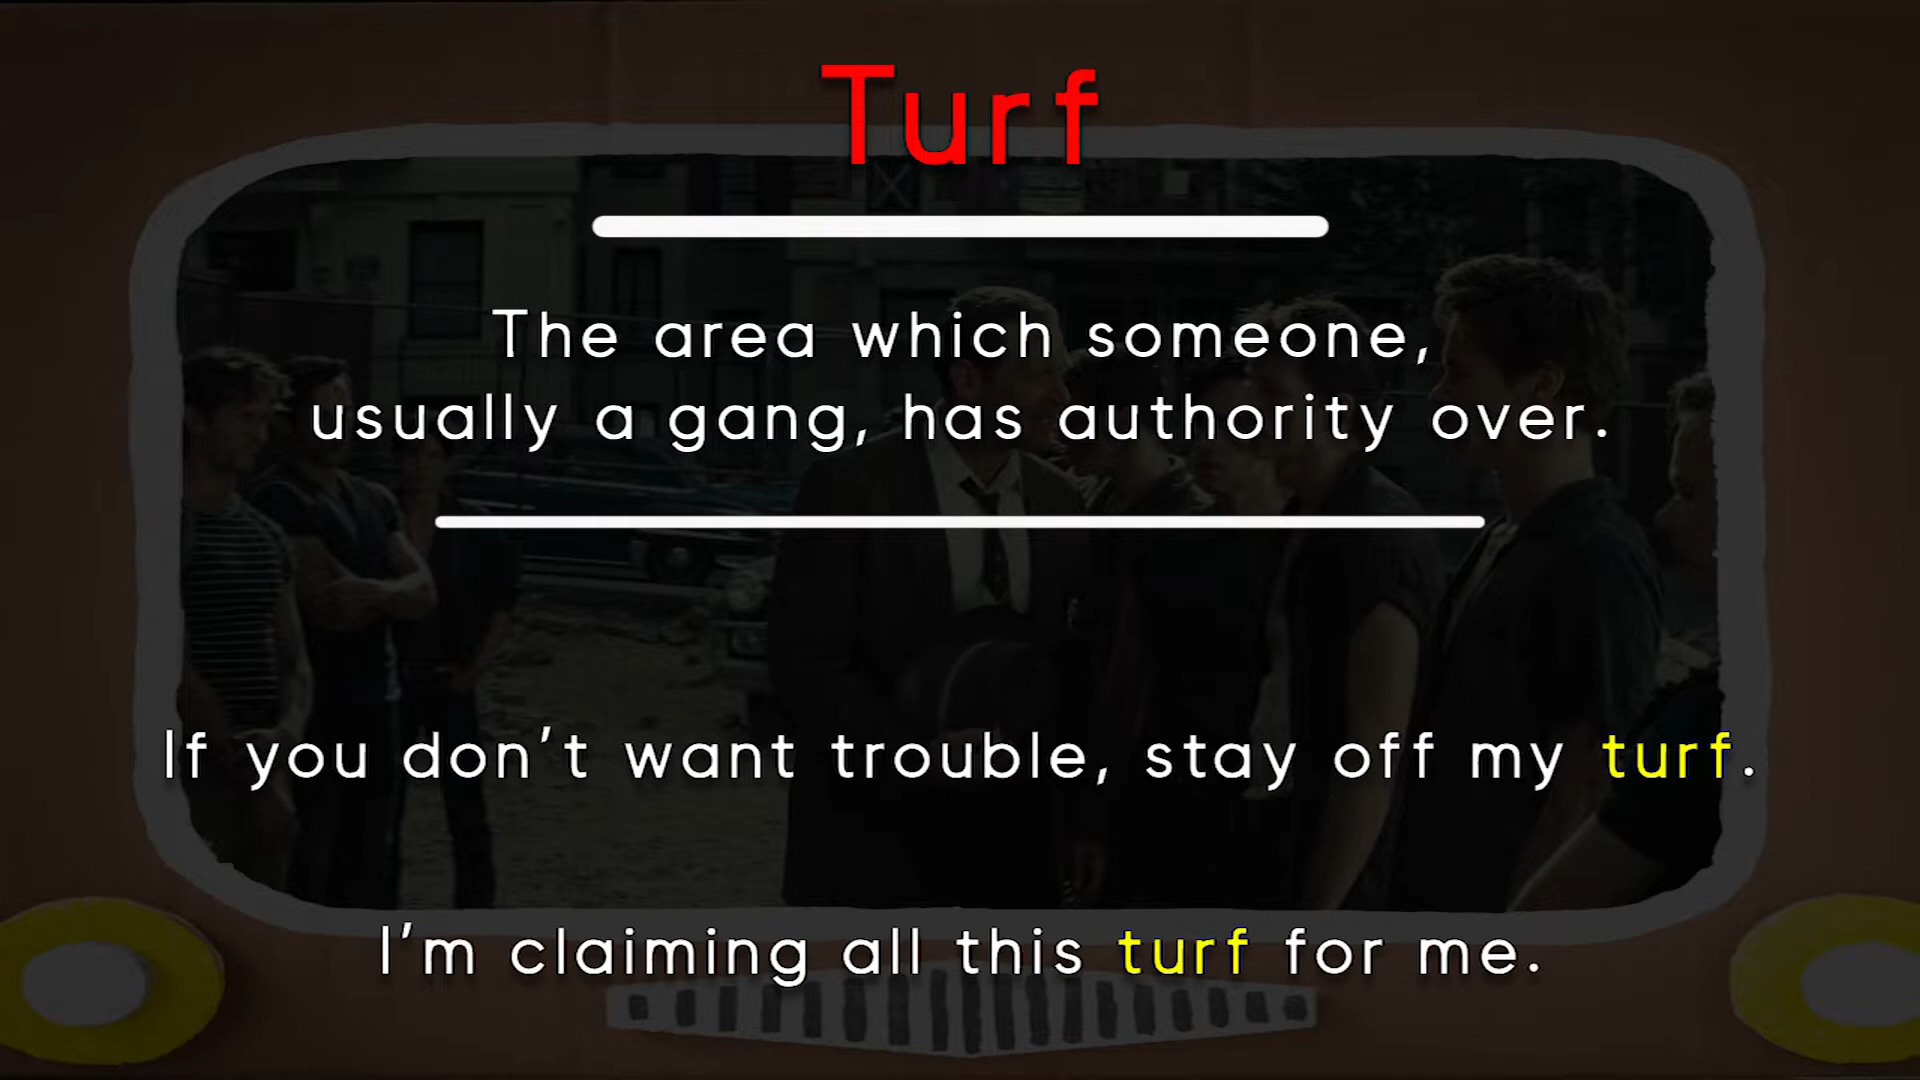 Turf
The area which someone,
usually a gang, has authority over.
If you don't want trouble, stay off my turf.
I'm claiming all this turf for me.